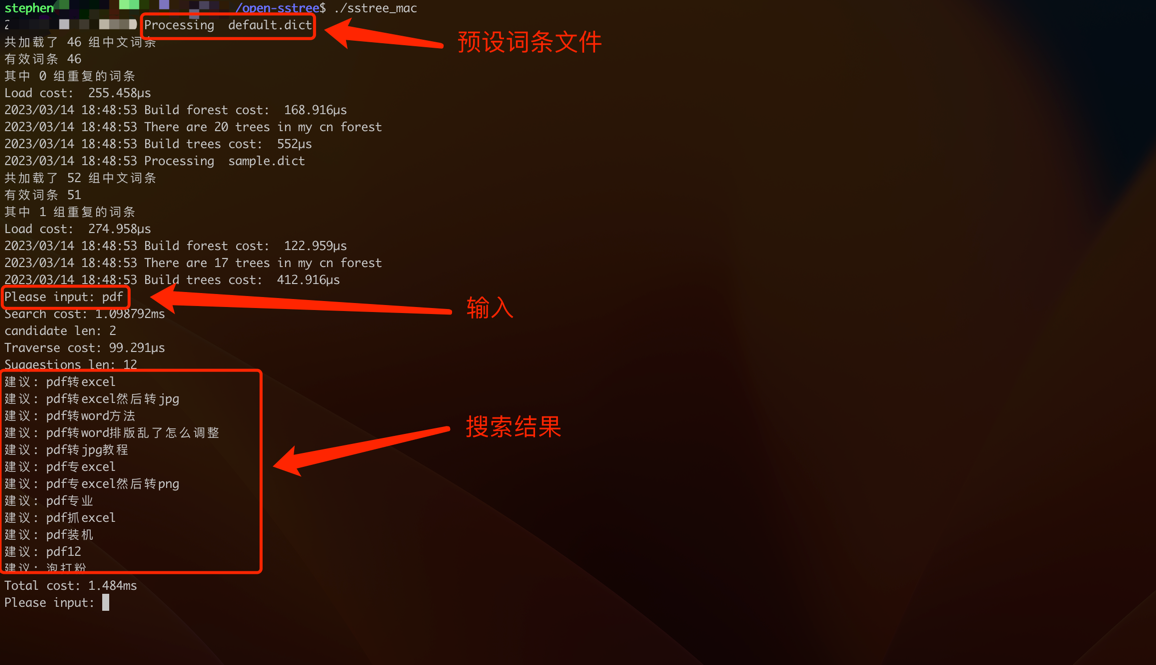 stephen /open-sstree$ ./sstree_mac
Processing  default.dict
预设词条文件
共加载了 46 组中文词条
有效词条 46
其中 0 组重复的词条
Load cost:  255.458µs
2023/03/14 18:48:53 Build forest cost:  168.916µs
2023/03/14 18:48:53 There are 20 trees in my cn forest
2023/03/14 18:48:53 Build trees cost:  552µs
2023/03/14 18:48:53 Processing  sample.dict
共加载了 52 组中文词条
有效词条 51
其中 1 组重复的词条
Load cost:  274.958µs
2023/03/14 18:48:53 Build forest cost:  122.959µs
2023/03/14 18:48:53 There are 17 trees in my cn forest
2023/03/14 18:48:53 Build trees cost:  412.916µs
Please input: pdf
输入
Search cost: 1.098792ms
candidate len: 2
Traverse cost: 99.291µs
Suggestions len: 12
建议: pdf转excel
建议: pdf转excel然后转jpg
建议: pdf转word方法
建议: pdf转word排版乱了怎么调整
搜索结果
建议: pdf转jpg教程
建议: pdf专excel
建议: pdf专excel然后转png
建议: pdf专业
建议: pdf抓excel
建议: pdf装机
建议: pdf12
建议: 泡打粉
Total cost: 1.484ms
Please input: